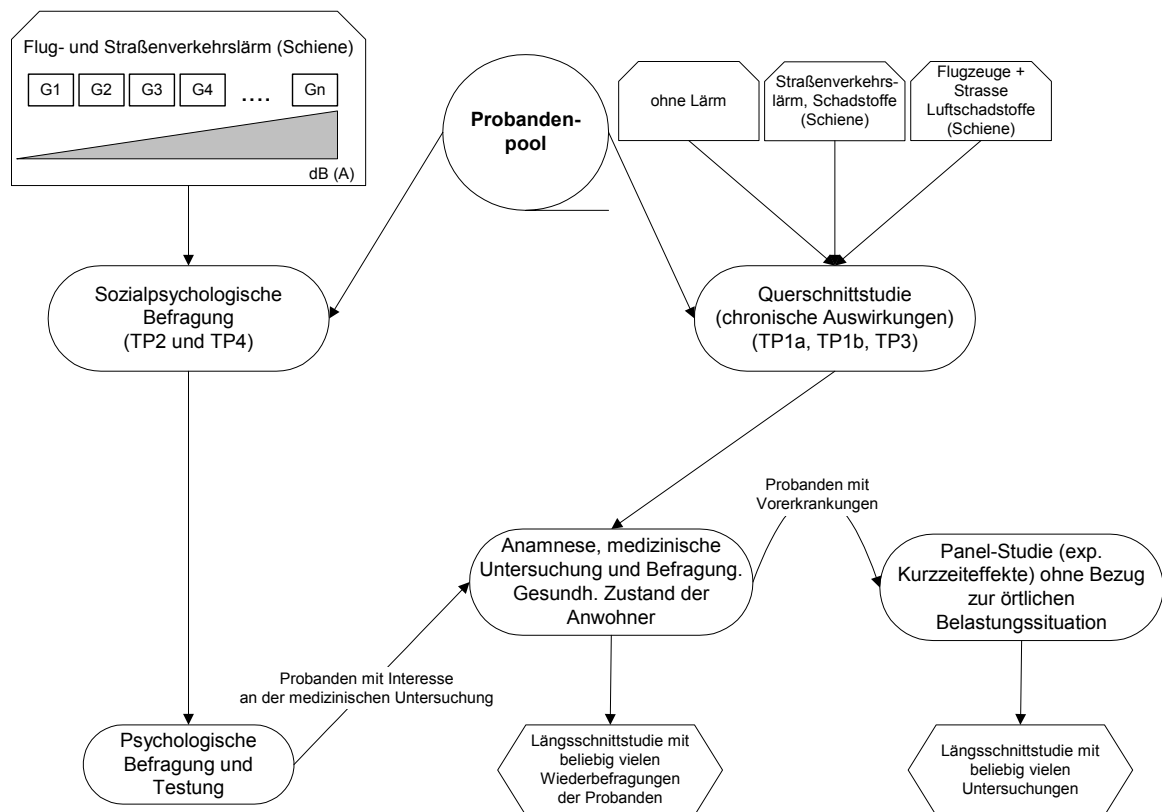 Flug- und Straßenverkehrslärm (Schiene)
G1 G2 G3 G4 .... Gn
dB (A)
Probanden-
pool
ohne Lärm
Straßenverkehrs-
lärm, Schadstoffe
(Schiene)
Flugzeuge +
Strasse
Luftschadstoffe
(Schiene)
Sozialpsychologische
Befragung
(TP2 und TP4)
Querschnittstudie
(chronische Auswirkungen)
(TP1a, TP1b, TP3)
Probanden mit
Vorerkrankungen
Anamnese, medizinische
Untersuchung und Befragung.
Gesundh. Zustand der
Anwohner
Panel-Studie (exp.
Kurzzeiteffekte) ohne Bezug
zur örtlichen
Belastungssituation
Probanden mit Interesse
an der medizinischen Untersuchung
Psychologische
Befragung und
Testung
Längsschnittstudie mit
beliebig vielen
Wiederbefragungen
der Probanden
Längsschnittstudie mit
beliebig vielen
Untersuchungen